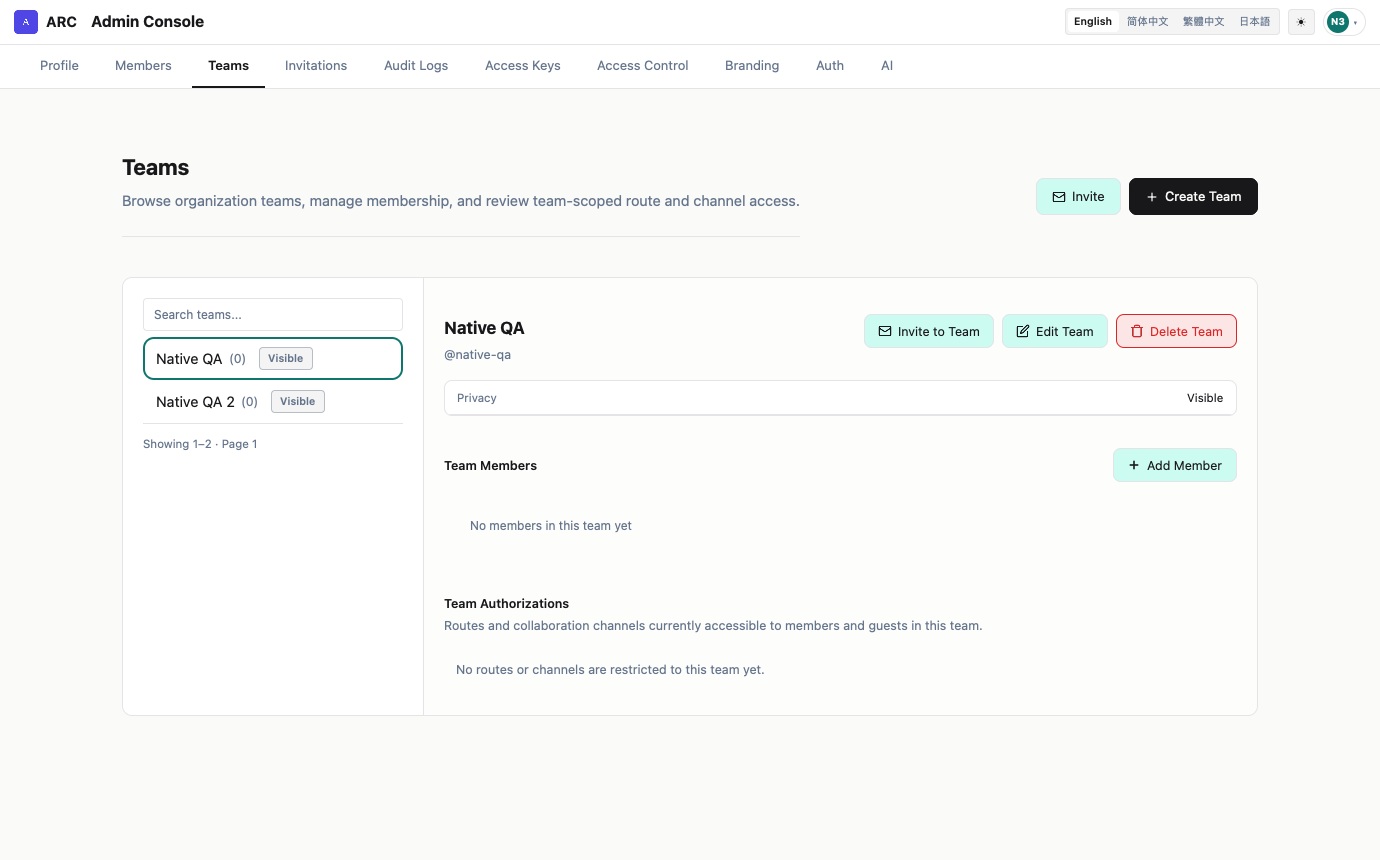 A ARC Admin Console English 简体中文 繁體中文 日本語 N3
Profile Members Teams Invitations Audit Logs Access Keys Access Control Branding Auth AI
Teams
Browse organization teams, manage membership, and review team-scoped route and channel access.
Invite + Create Team
Search teams...
Native QA (0) Visible
Native QA 2 (0) Visible
Showing 1–2 · Page 1
Native QA
@native-qa
Invite to Team Edit Team Delete Team
Privacy Visible
Team Members + Add Member
No members in this team yet
Team Authorizations
Routes and collaboration channels currently accessible to members and guests in this team.
No routes or channels are restricted to this team yet.